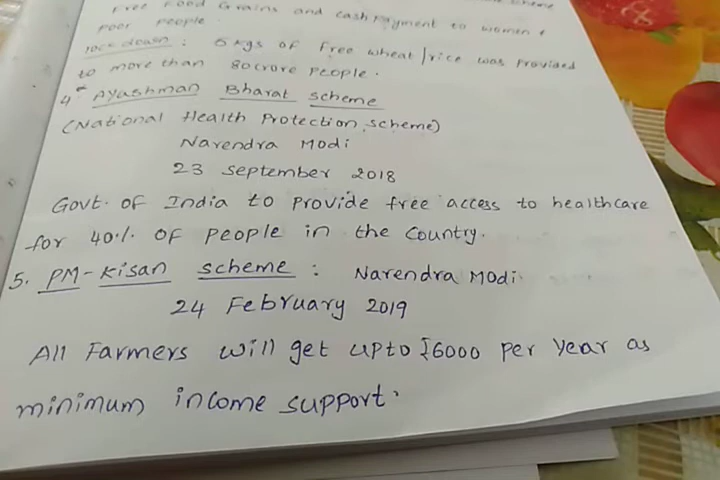 scheme
Free Food Grains and cash payment to women &
poor people.
lockdown : 5 kgs of free wheat/rice was provided
to more than 80 crore people.
4. Ayushman Bharat scheme
(National Health Protection scheme)
Narendra Modi
23 September 2018
Govt. of India to provide free access to healthcare
for 40% of people in the country.
5. PM-Kisan scheme : Narendra Modi
24 February 2019
All Farmers will get upto ₹6000 per year as
minimum income support.